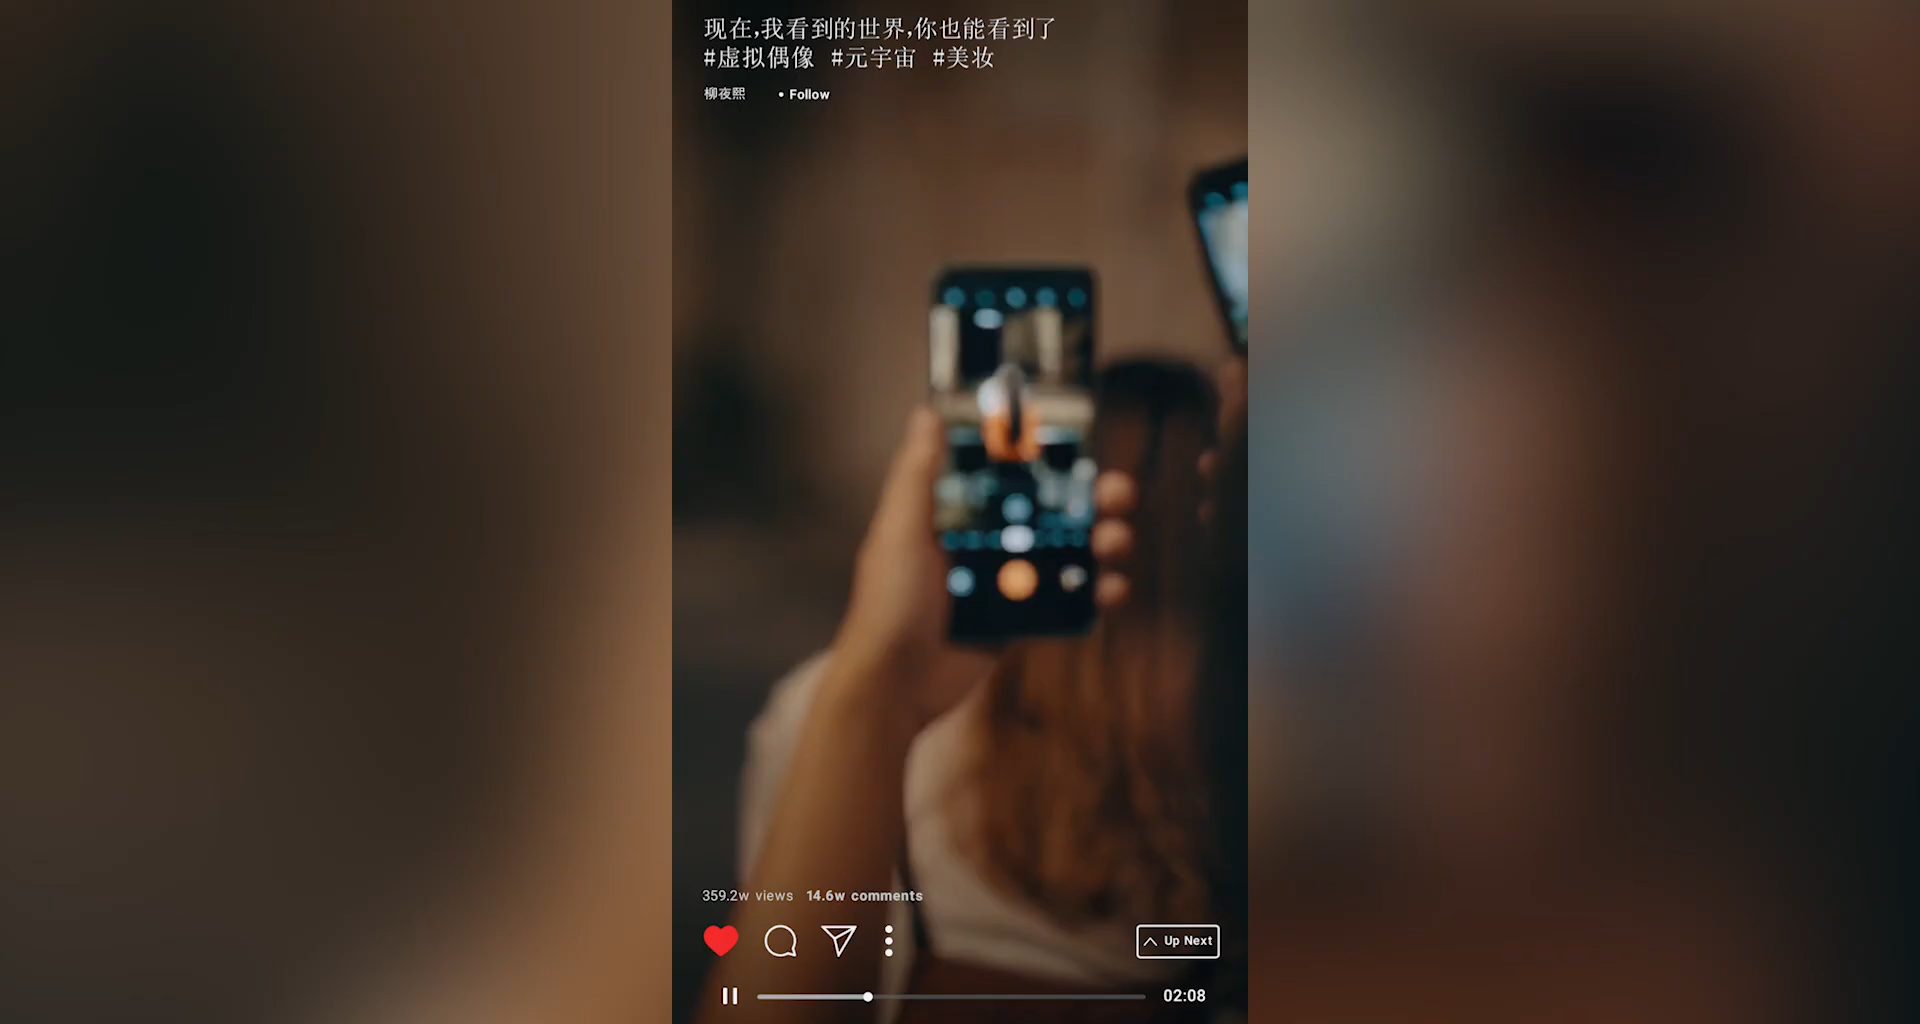 现在,我看到的世界,你也能看到了
#虚拟偶像 #元宇宙 #美妆
柳夜熙 • Follow
359.2w views 14.6w comments
Up Next
02:08